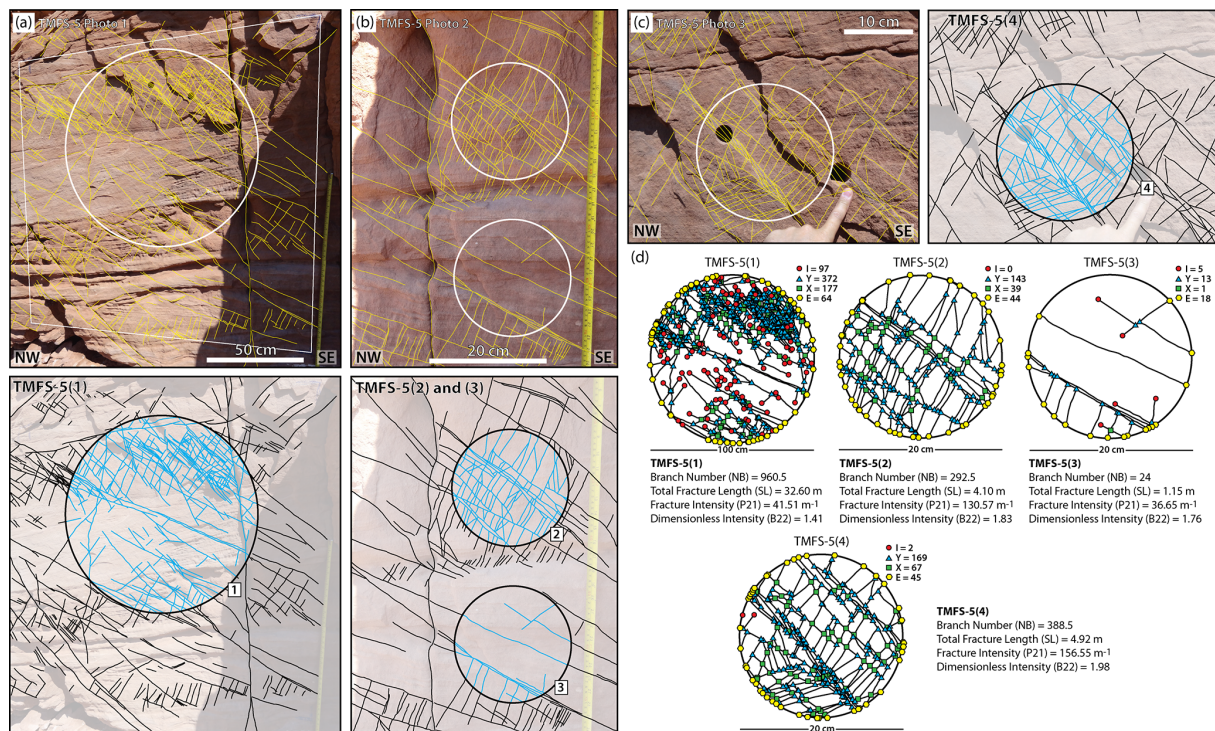 (a) TMFS-5 Photo 1
NW
50 cm
SE
(b) TMFS-5 Photo 2
NW
20 cm
SE
(c) TMFS-5 Photo 3
10 cm
NW
SE
TMFS-5(4)
4
TMFS-5(1)
1
TMFS-5(2) and (3)
2
3
(d)
TMFS-5(1)
I = 97
Y = 372
X = 177
E = 64
100 cm
TMFS-5(1)
Branch Number (NB) = 960.5
Total Fracture Length (SL) = 32.60 m
Fracture Intensity (P21) = 41.51 m-1
Dimensionless Intensity (B22) = 1.41
TMFS-5(2)
I = 0
Y = 143
X = 39
E = 44
20 cm
TMFS-5(2)
Branch Number (NB) = 292.5
Total Fracture Length (SL) = 4.10 m
Fracture Intensity (P21) = 130.57 m-1
Dimensionless Intensity (B22) = 1.83
TMFS-5(3)
I = 5
Y = 13
X = 1
E = 18
20 cm
TMFS-5(3)
Branch Number (NB) = 24
Total Fracture Length (SL) = 1.15 m
Fracture Intensity (P21) = 36.65 m-1
Dimensionless Intensity (B22) = 1.76
TMFS-5(4)
I = 2
Y = 169
X = 67
E = 45
20 cm
TMFS-5(4)
Branch Number (NB) = 388.5
Total Fracture Length (SL) = 4.92 m
Fracture Intensity (P21) = 156.55 m-1
Dimensionless Intensity (B22) = 1.98